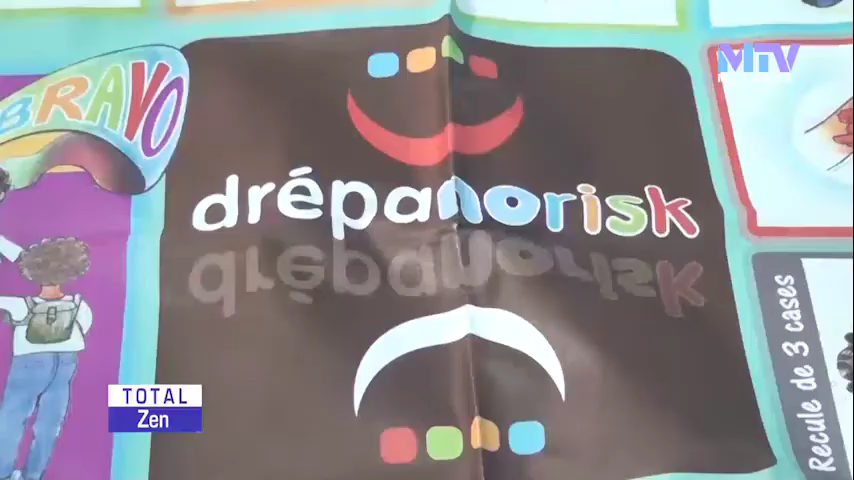 MTV
BRAVO
drépanorisk
drépanorisk
Recule de 3 cases
TOTAL
Zen